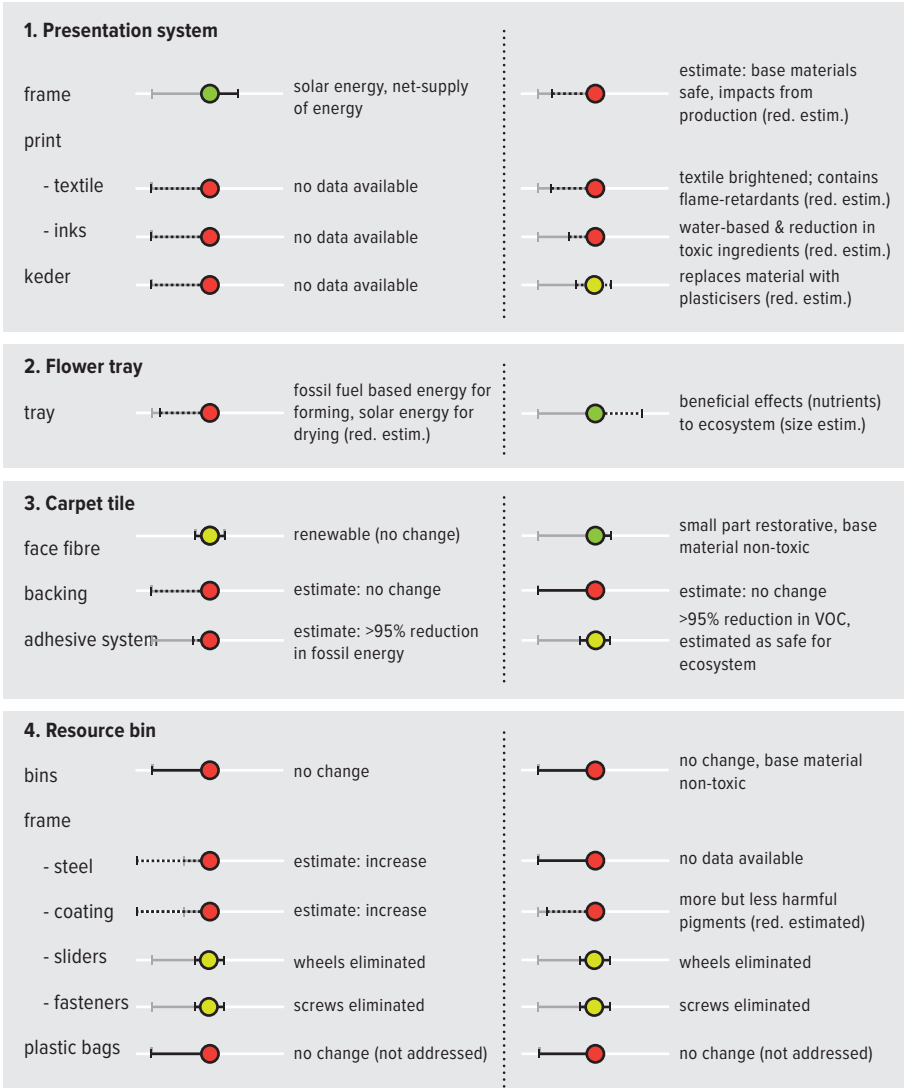 1. Presentation system
frame
solar energy, net-supply
of energy
estimate: base materials
safe, impacts from
production (red. estim.)
print
- textile
no data available
textile brightened; contains
flame-retardants (red. estim.)
- inks
no data available
water-based & reduction in
toxic ingredients (red. estim.)
keder
no data available
replaces material with
plasticisers (red. estim.)
2. Flower tray
tray
fossil fuel based energy for
forming, solar energy for
drying (red. estim.)
beneficial effects (nutrients)
to ecosystem (size estim.)
3. Carpet tile
face fibre
renewable (no change)
small part restorative, base
material non-toxic
backing
estimate: no change
estimate: no change
adhesive system
estimate: >95% reduction
in fossil energy
>95% reduction in VOC,
estimated as safe for
ecosystem
4. Resource bin
bins
no change
no change, base material
non-toxic
frame
- steel
estimate: increase
no data available
- coating
estimate: increase
more but less harmful
pigments (red. estimated)
- sliders
wheels eliminated
wheels eliminated
- fasteners
screws eliminated
screws eliminated
plastic bags
no change (not addressed)
no change (not addressed)